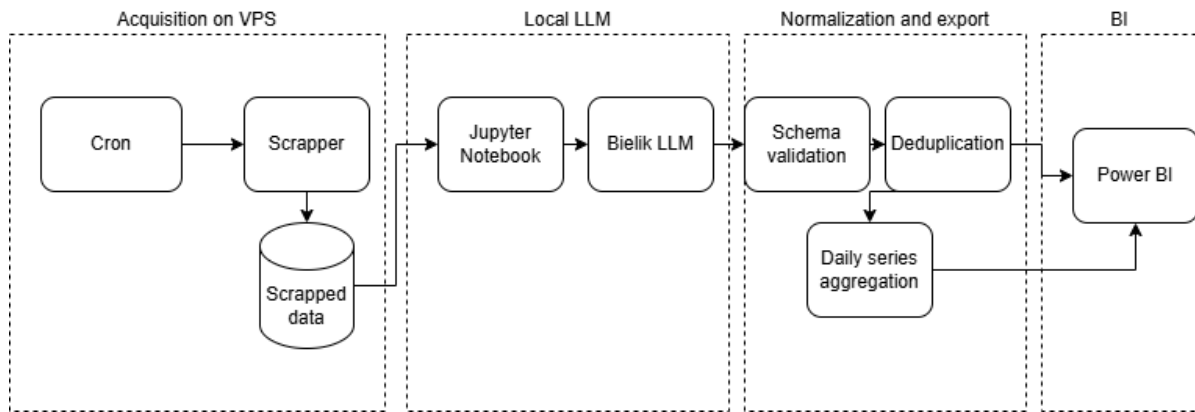 Acquisition on VPS
Local LLM
Normalization and export
BI
Cron
Scrapper
Jupyter
Notebook
Bielik LLM
Schema
validation
Deduplication
Power BI
Scrapped
data
Daily series
aggregation